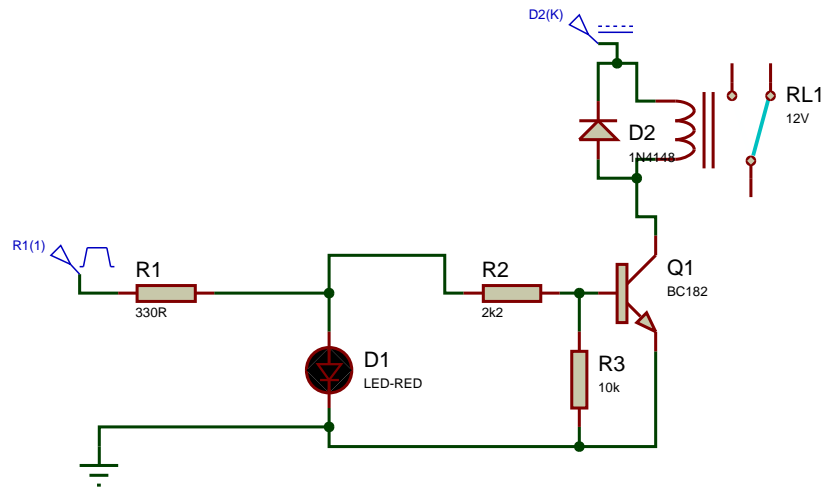 D2(K)
RL1
12V
D2
1N4148
R1(1)
R1
330R
R2
2k2
Q1
BC182
D1
LED-RED
R3
10k